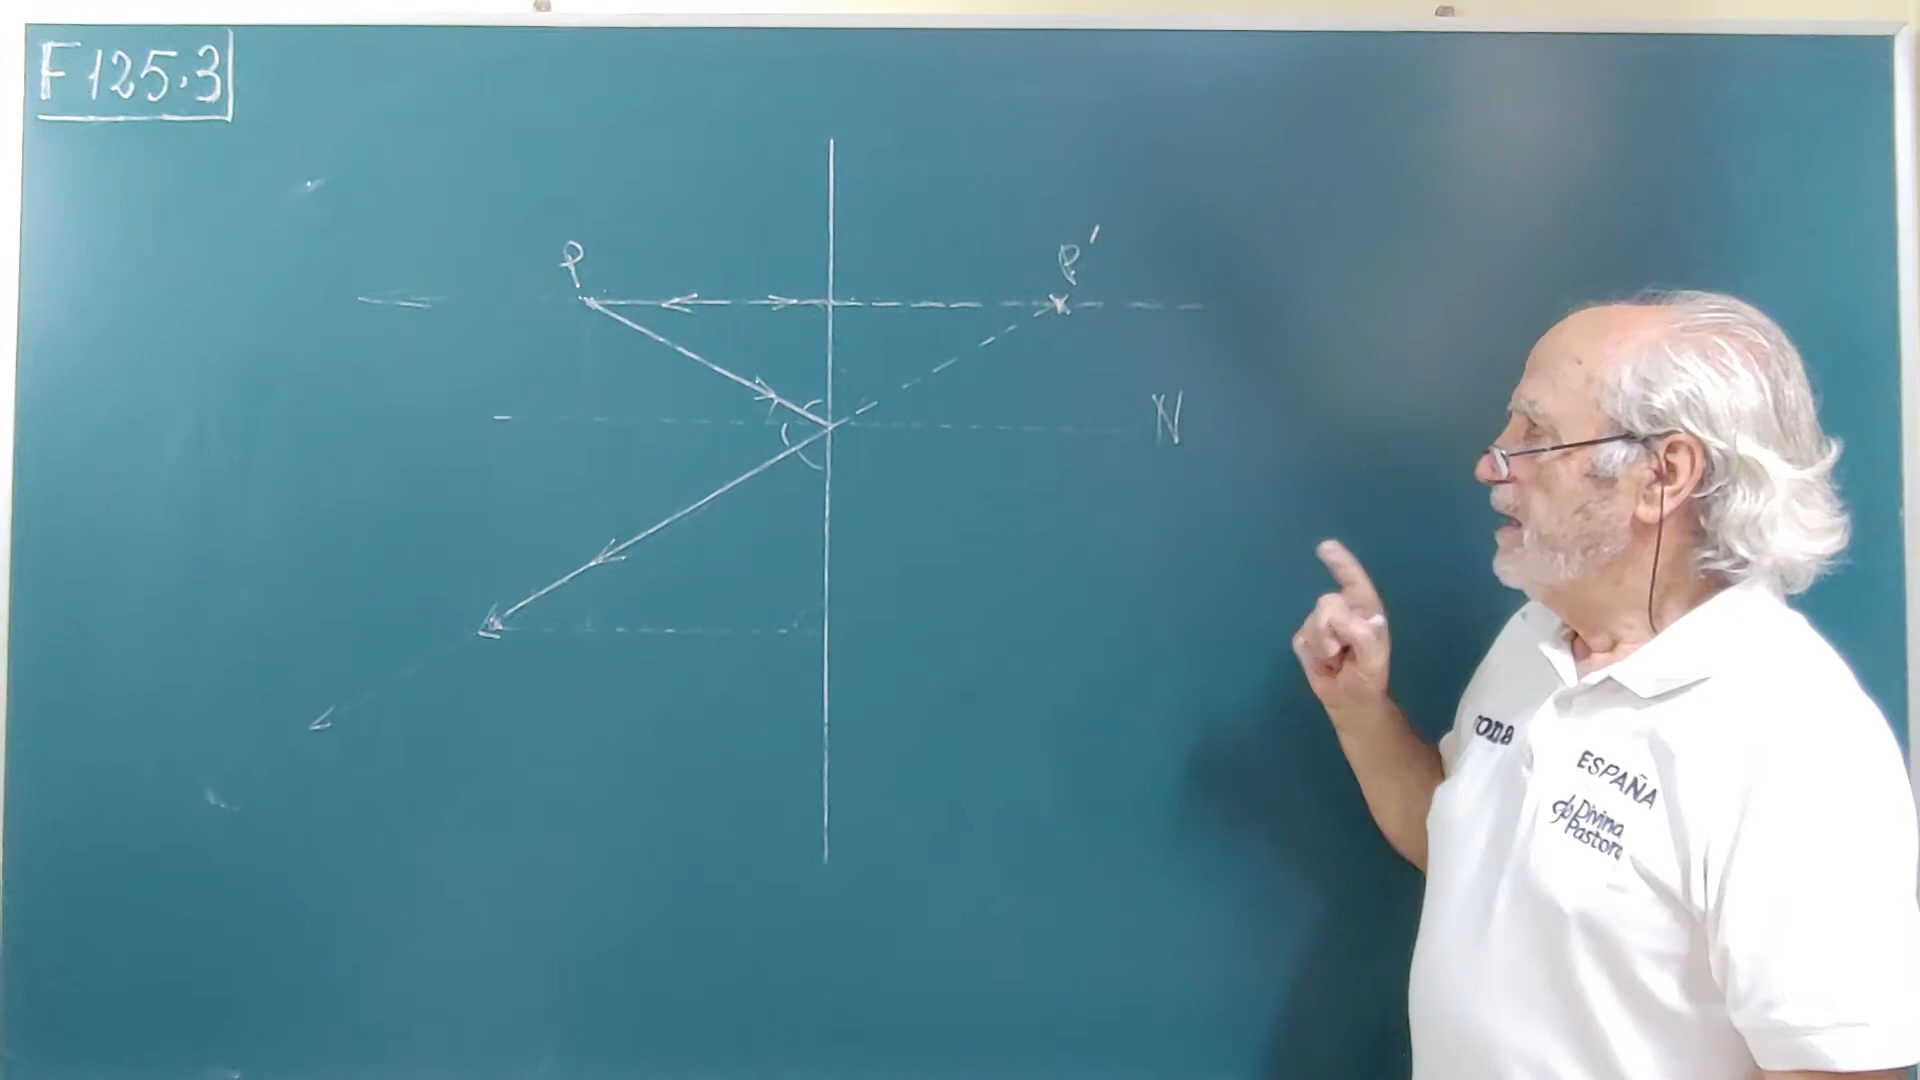 F 125.3
P
P'
N
ESPAÑA
Divina
Pastora